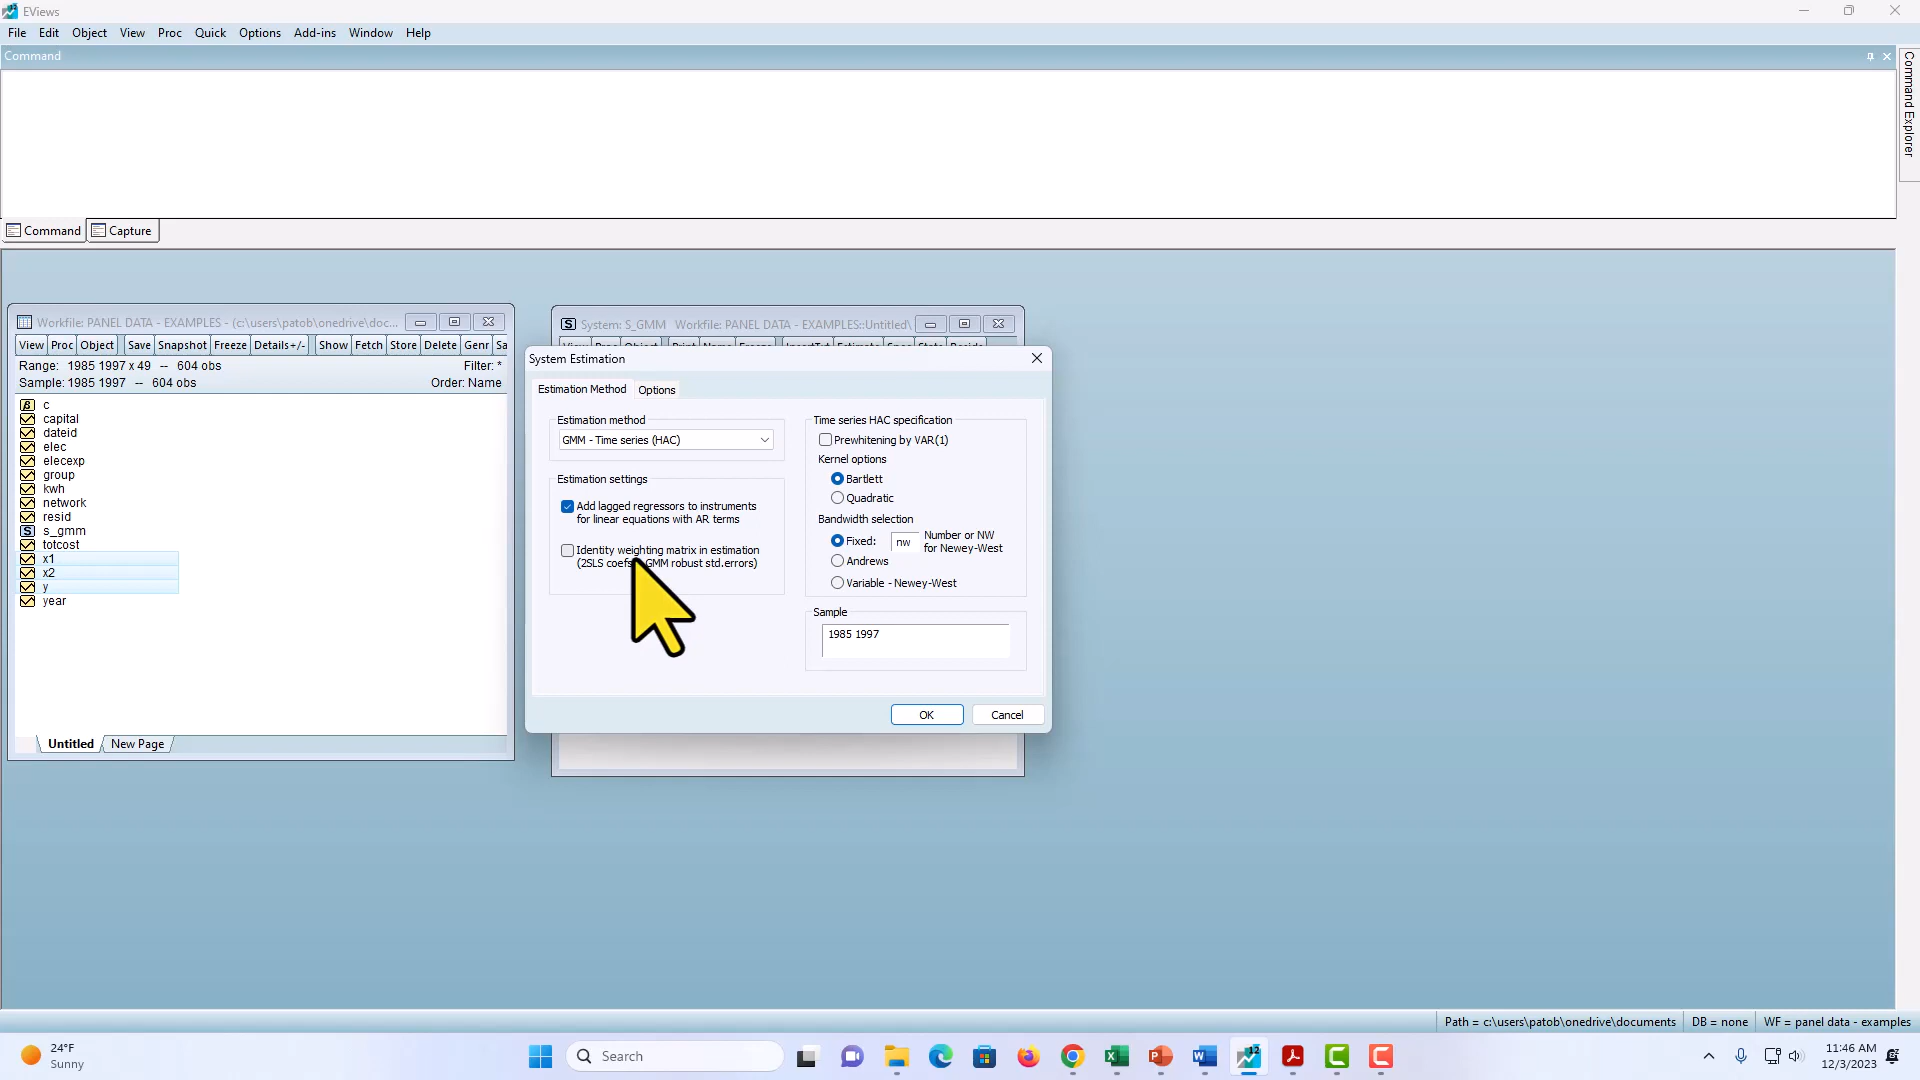 EViews
File Edit Object View Proc Quick Options Add-ins Window Help
Command
Command Explorer
Command Capture
Workfile: PANEL DATA - EXAMPLES - (c:\users\patob\onedrive\doc...
View Proc Object Save Snapshot Freeze Details+/- Show Fetch Store Delete Genr Sa
Range: 1985 1997 x 49 -- 604 obs Filter: *
Sample: 1985 1997 -- 604 obs Order: Name
c
capital
dateid
elec
elecexp
group
kwh
network
resid
s_gmm
totcost
x1
x2
y
year
Untitled New Page
System: S_GMM Workfile: PANEL DATA - EXAMPLES::Untitled\
System Estimation
Estimation Method Options
Estimation method
GMM - Time series (HAC)
Estimation settings
Add lagged regressors to instruments
for linear equations with AR terms
Identity weighting matrix in estimation
(2SLS coefs GMM robust std.errors)
Time series HAC specification
Prewhitening by VAR(1)
Kernel options
Bartlett
Quadratic
Bandwidth selection
Fixed: nw Number or NW
for Newey-West
Andrews
Variable - Newey-West
Sample
1985 1997
OK Cancel
Path = c:\users\patob\onedrive\documents DB = none WF = panel data - examples
24°F
Sunny
Search
12
11:46 AM
12/3/2023